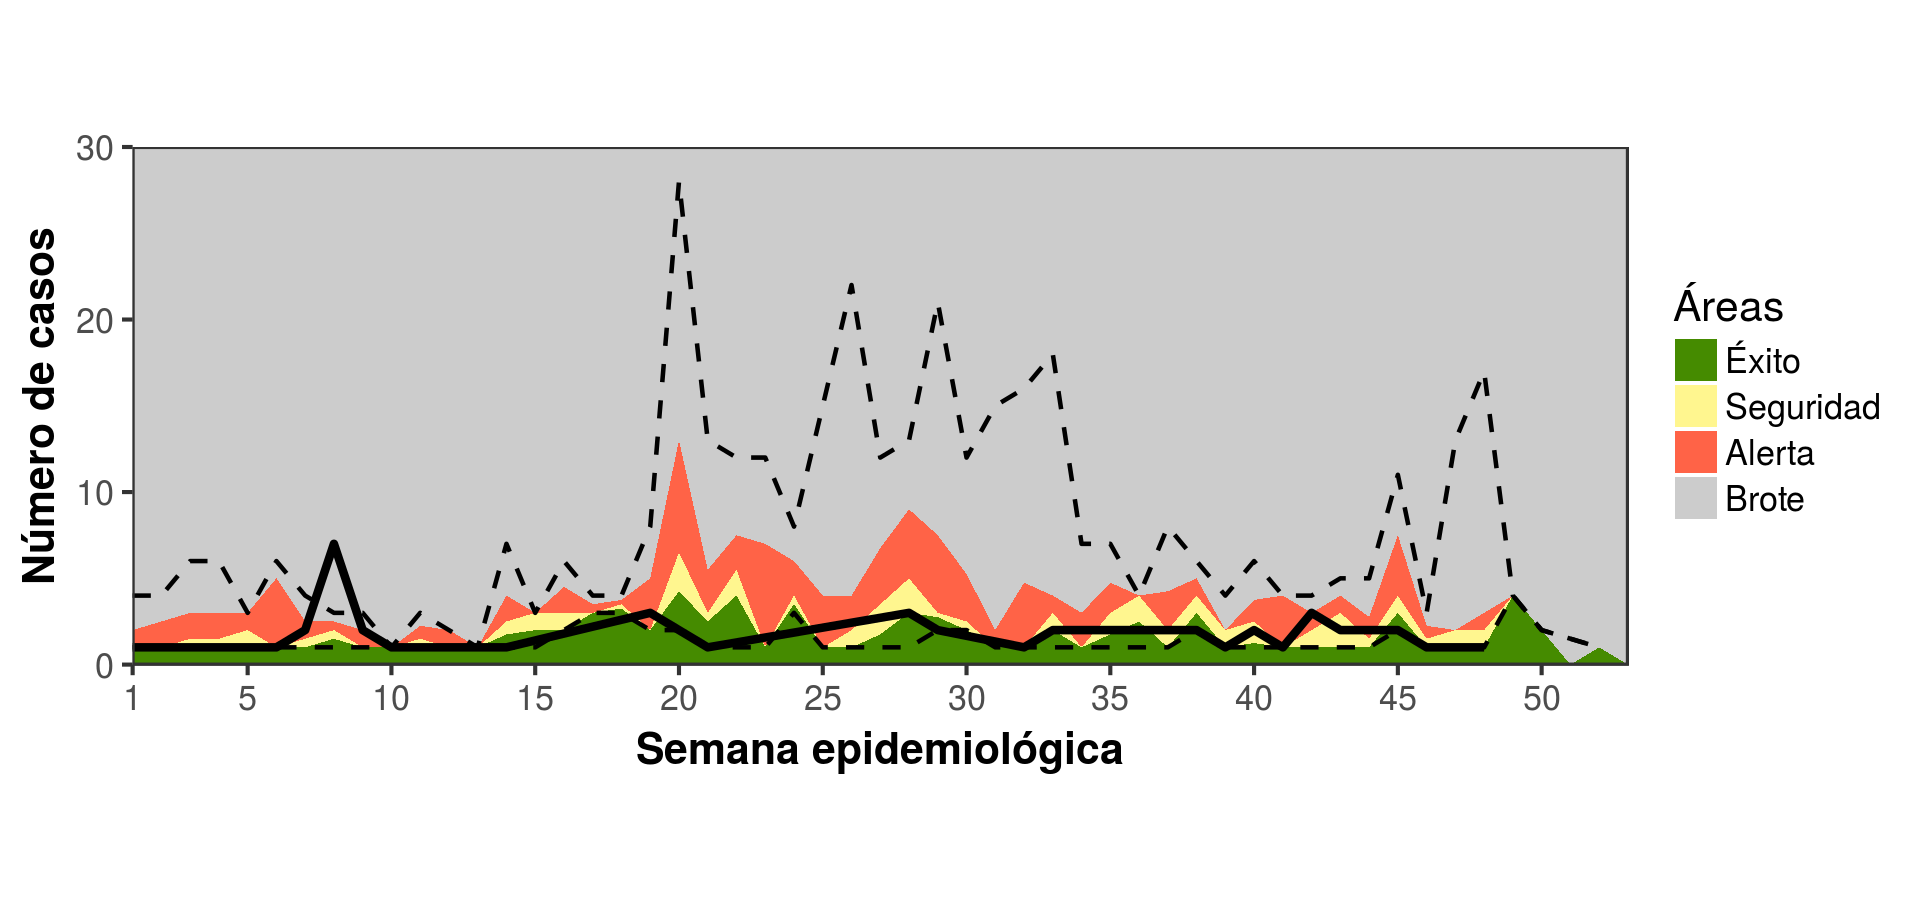 Número de casos
30
20
10
0
1 5 10 15 20 25 30 35 40 45 50
Semana epidemiológica
Áreas
Éxito
Seguridad
Alerta
Brote